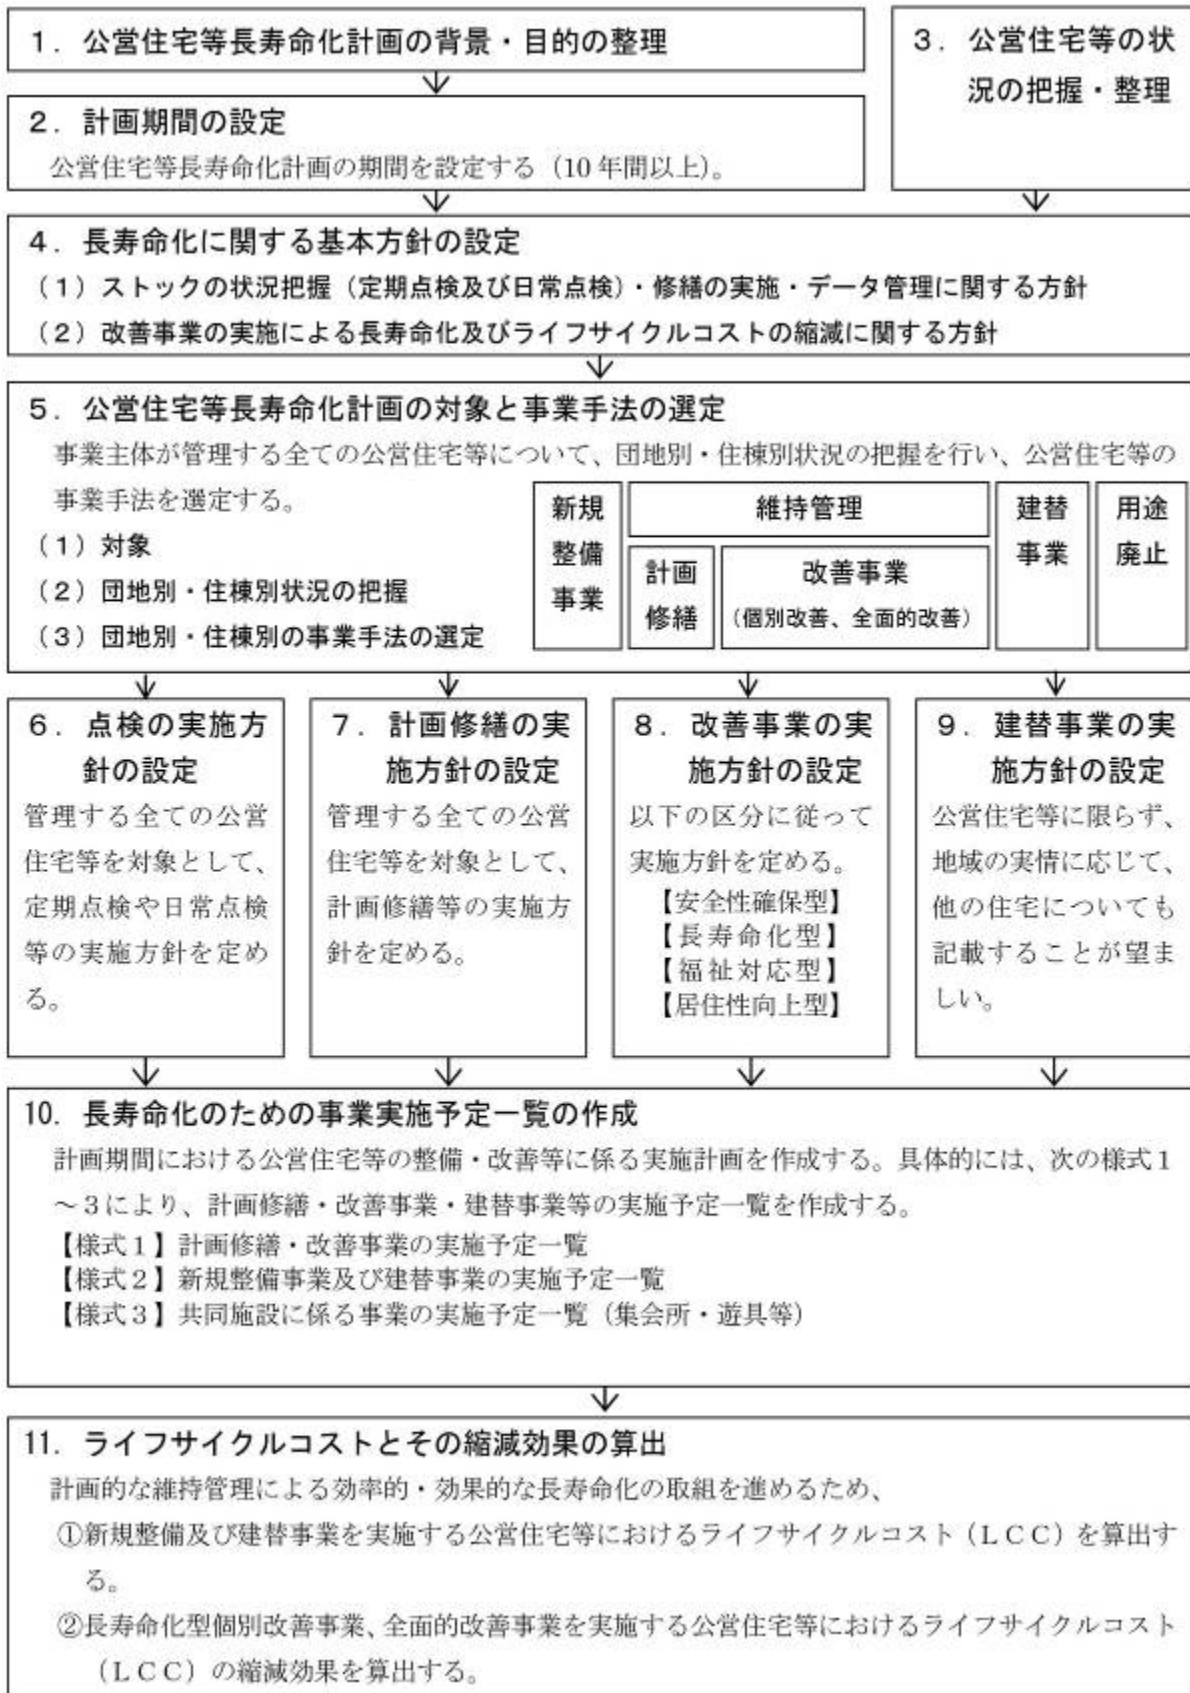 1．公営住宅等長寿命化計画の背景・目的の整理
2．計画期間の設定
公営住宅等長寿命化計画の期間を設定する（10 年間以上）。
3．公営住宅等の状
況の把握・整理
4．長寿命化に関する基本方針の設定
（1）ストックの状況把握（定期点検及び日常点検）・修繕の実施・データ管理に関する方針
（2）改善事業の実施による長寿命化及びライフサイクルコストの縮減に関する方針
5．公営住宅等長寿命化計画の対象と事業手法の選定
事業主体が管理する全ての公営住宅等について、団地別・住棟別状況の把握を行い、公営住宅等の
事業手法を選定する。
（1）対象
（2）団地別・住棟別状況の把握
（3）団地別・住棟別の事業手法の選定
新規
整備
事業
維持管理
計画
修繕
改善事業
（個別改善、全面的改善）
建替
事業
用途
廃止
6．点検の実施方
針の設定
管理する全ての公営
住宅等を対象として、
定期点検や日常点検
等の実施方針を定め
る。
7．計画修繕の実
施方針の設定
管理する全ての公営
住宅等を対象として、
計画修繕等の実施方
針を定める。
8．改善事業の実
施方針の設定
以下の区分に従って
実施方針を定める。
【安全性確保型】
【長寿命化型】
【福祉対応型】
【居住性向上型】
9．建替事業の実
施方針の設定
公営住宅等に限らず、
地域の実情に応じて、
他の住宅についても
記載することが望ま
しい。
10．長寿命化のための事業実施予定一覧の作成
計画期間における公営住宅等の整備・改善等に係る実施計画を作成する。具体的には、次の様式１
～３により、計画修繕・改善事業・建替事業等の実施予定一覧を作成する。
【様式１】計画修繕・改善事業の実施予定一覧
【様式２】新規整備事業及び建替事業の実施予定一覧
【様式３】共同施設に係る事業の実施予定一覧（集会所・遊具等）
11．ライフサイクルコストとその縮減効果の算出
計画的な維持管理による効率的・効果的な長寿命化の取組を進めるため、
①新規整備及び建替事業を実施する公営住宅等におけるライフサイクルコスト（ＬＣＣ）を算出す
る。
②長寿命化型個別改善事業、全面的改善事業を実施する公営住宅等におけるライフサイクルコスト
（ＬＣＣ）の縮減効果を算出する。